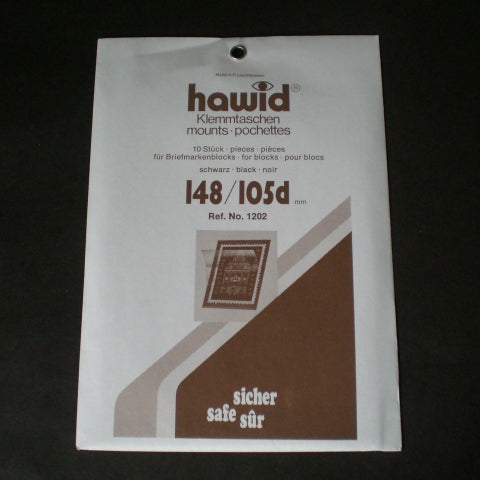 hawid®
Klemmtaschen
mounts · pochettes
10 Stück · pieces · pièces
für Briefmarkenblocks · for blocks · pour blocs
schwarz · black · noir
148/105d mm
Ref. No. 1202
sicher
safe sûr